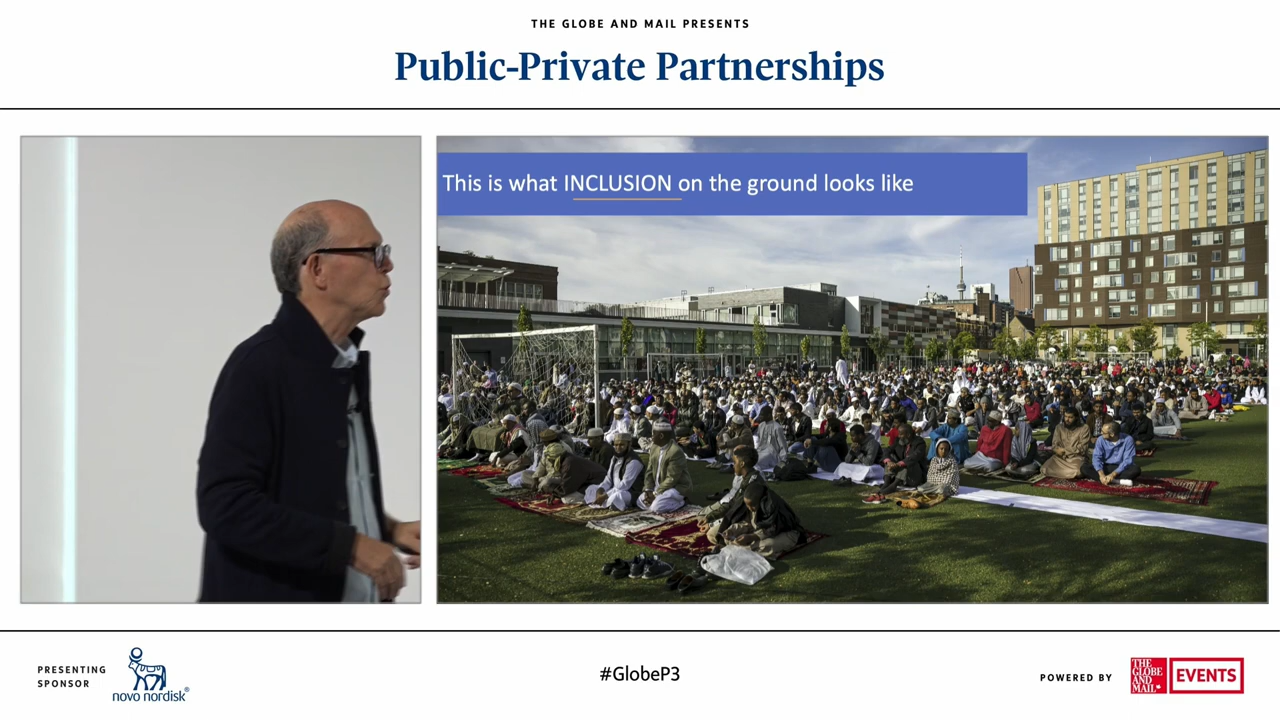 THE GLOBE AND MAIL PRESENTS
Public-Private Partnerships
This is what INCLUSION on the ground looks like
PRESENTING
SPONSOR
novo nordisk®
#GlobeP3
POWERED BY
THE
GLOBE
AND
MAIL
EVENTS